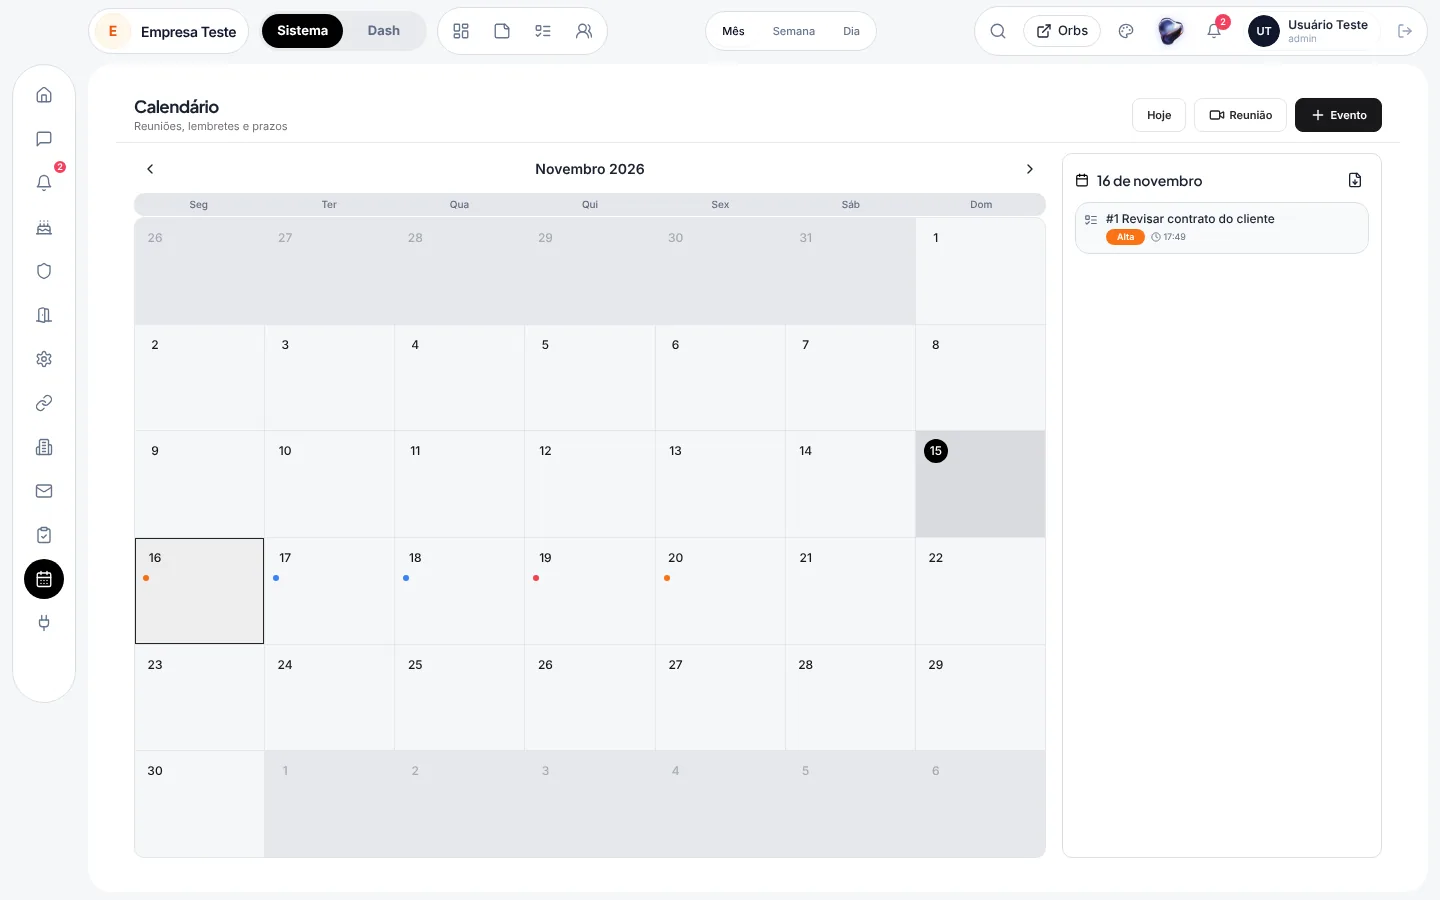 E Empresa Teste Sistema Dash Mês Semana Dia Orbs 2 UT Usuário Teste
admin
2
Calendário
Reuniões, lembretes e prazos
Hoje Reunião Evento
Novembro 2026
Seg Ter Qua Qui Sex Sáb Dom
26 27 28 29 30 31 1
2 3 4 5 6 7 8
9 10 11 12 13 14 15
16 17 18 19 20 21 22
23 24 25 26 27 28 29
30 1 2 3 4 5 6
16 de novembro
#1 Revisar contrato do cliente
Alta 17:49